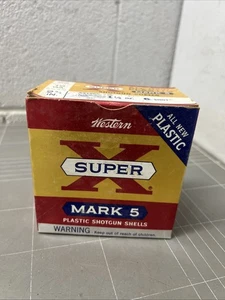 Western
ALL NEW
PLASTIC
SUPER
X
MARK 5
PLASTIC SHOTGUN SHELLS
WARNING Keep out of reach of children.